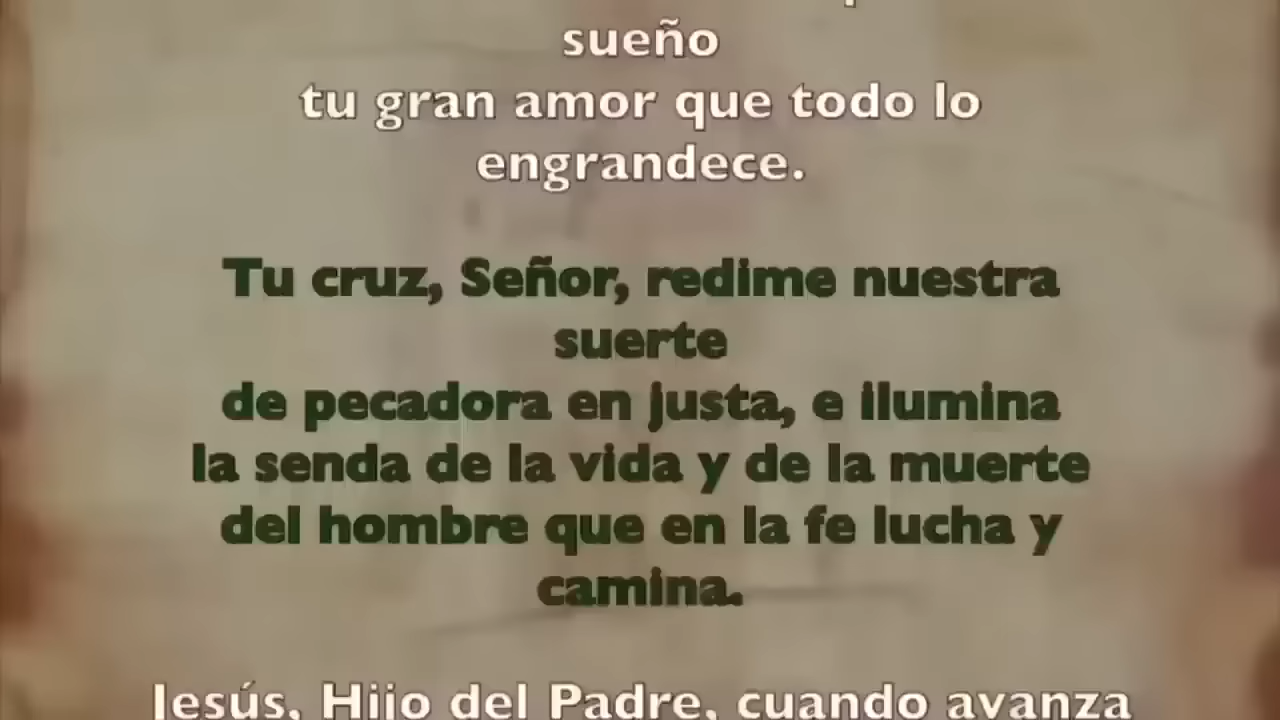 sueño
tu gran amor que todo lo
engrandece.
Tu cruz, Señor, redime nuestra
suerte
de pecadora en justa, e ilumina
la senda de la vida y de la muerte
del hombre que en la fe lucha y
camina.
Jesús, Hijo del Padre, cuando avanza